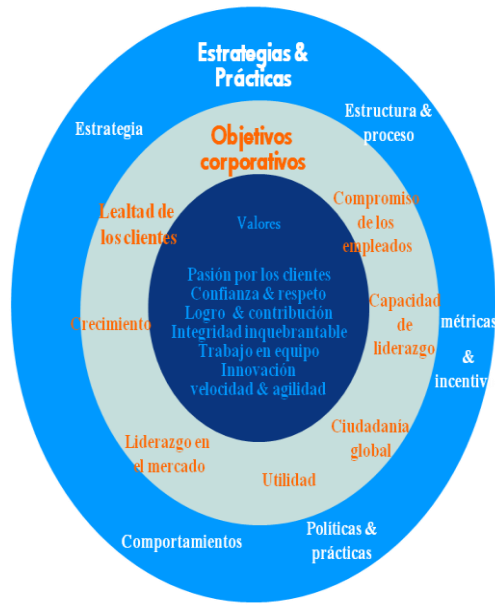 Estrategias &
Prácticas
Estrategia
Estructura &
proceso
Objetivos
corporativos
Lealtad de
los clientes
Compromiso
de los
empleados
Valores
Pasión por los clientes
Confianza & respeto
Logro & contribución
Integridad inquebrantable
Trabajo en equipo
Innovación
velocidad & agilidad
Crecimiento
Capacidad
de
liderazgo
métricas
&
incentiv
Liderazgo en
el mercado
Ciudadanía
global
Utilidad
Comportamientos
Políticas &
prácticas